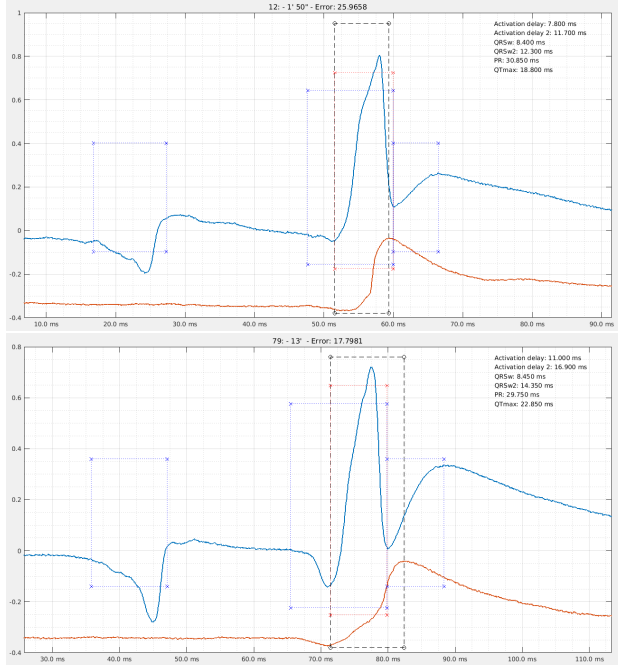 12: - 1' 50" - Error: 25.9658
1
Activation delay: 7.800 ms
Activation delay 2: 11.700 ms
QRSw: 8.400 ms
QRSw2: 12.300 ms
PR: 30.850 ms
QTmax: 18.800 ms
0.8
0.6
0.4
0.2
0
-0.2
-0.4
10.0 ms 20.0 ms 30.0 ms 40.0 ms 50.0 ms 60.0 ms 70.0 ms 80.0 ms 90.0 ms
79: - 13' - Error: 17.7981
0.8
Activation delay: 11.000 ms
Activation delay 2: 16.900 ms
QRSw: 8.450 ms
QRSw2: 14.350 ms
PR: 29.750 ms
QTmax: 22.850 ms
0.6
0.4
0.2
0
-0.2
-0.4
30.0 ms 40.0 ms 50.0 ms 60.0 ms 70.0 ms 80.0 ms 90.0 ms 100.0 ms 110.0 ms